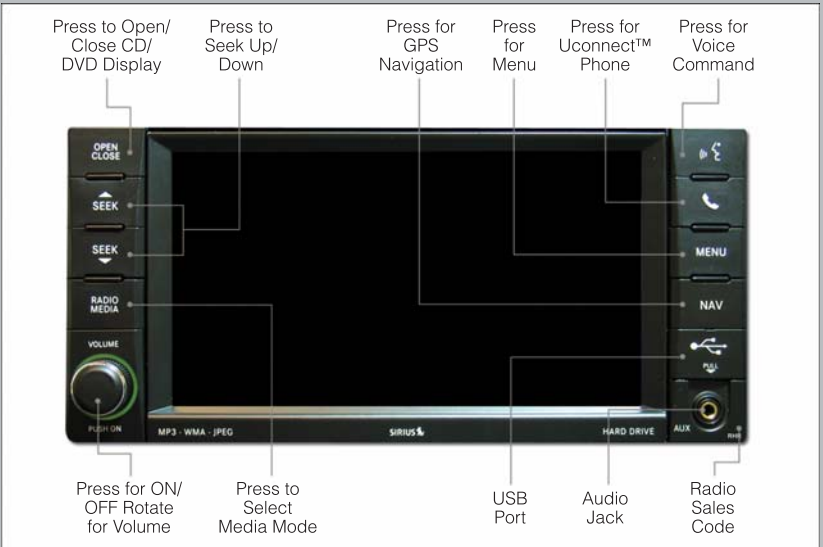 Press to Open/
Close CD/
DVD Display
Press to
Seek Up/
Down
Press for
GPS
Navigation
Press
for
Menu
Press for
Uconnect™
Phone
Press for
Voice
Command
OPEN
CLOSE
SEEK
SEEK
RADIO
MEDIA
VOLUME
PUSH ON
MENU
NAV
PULL
AUX
RHR
MP3 - WMA - JPEG
SIRIUS
HARD DRIVE
Press for ON/
OFF Rotate
for Volume
Press to
Select
Media Mode
USB
Port
Audio
Jack
Radio
Sales
Code